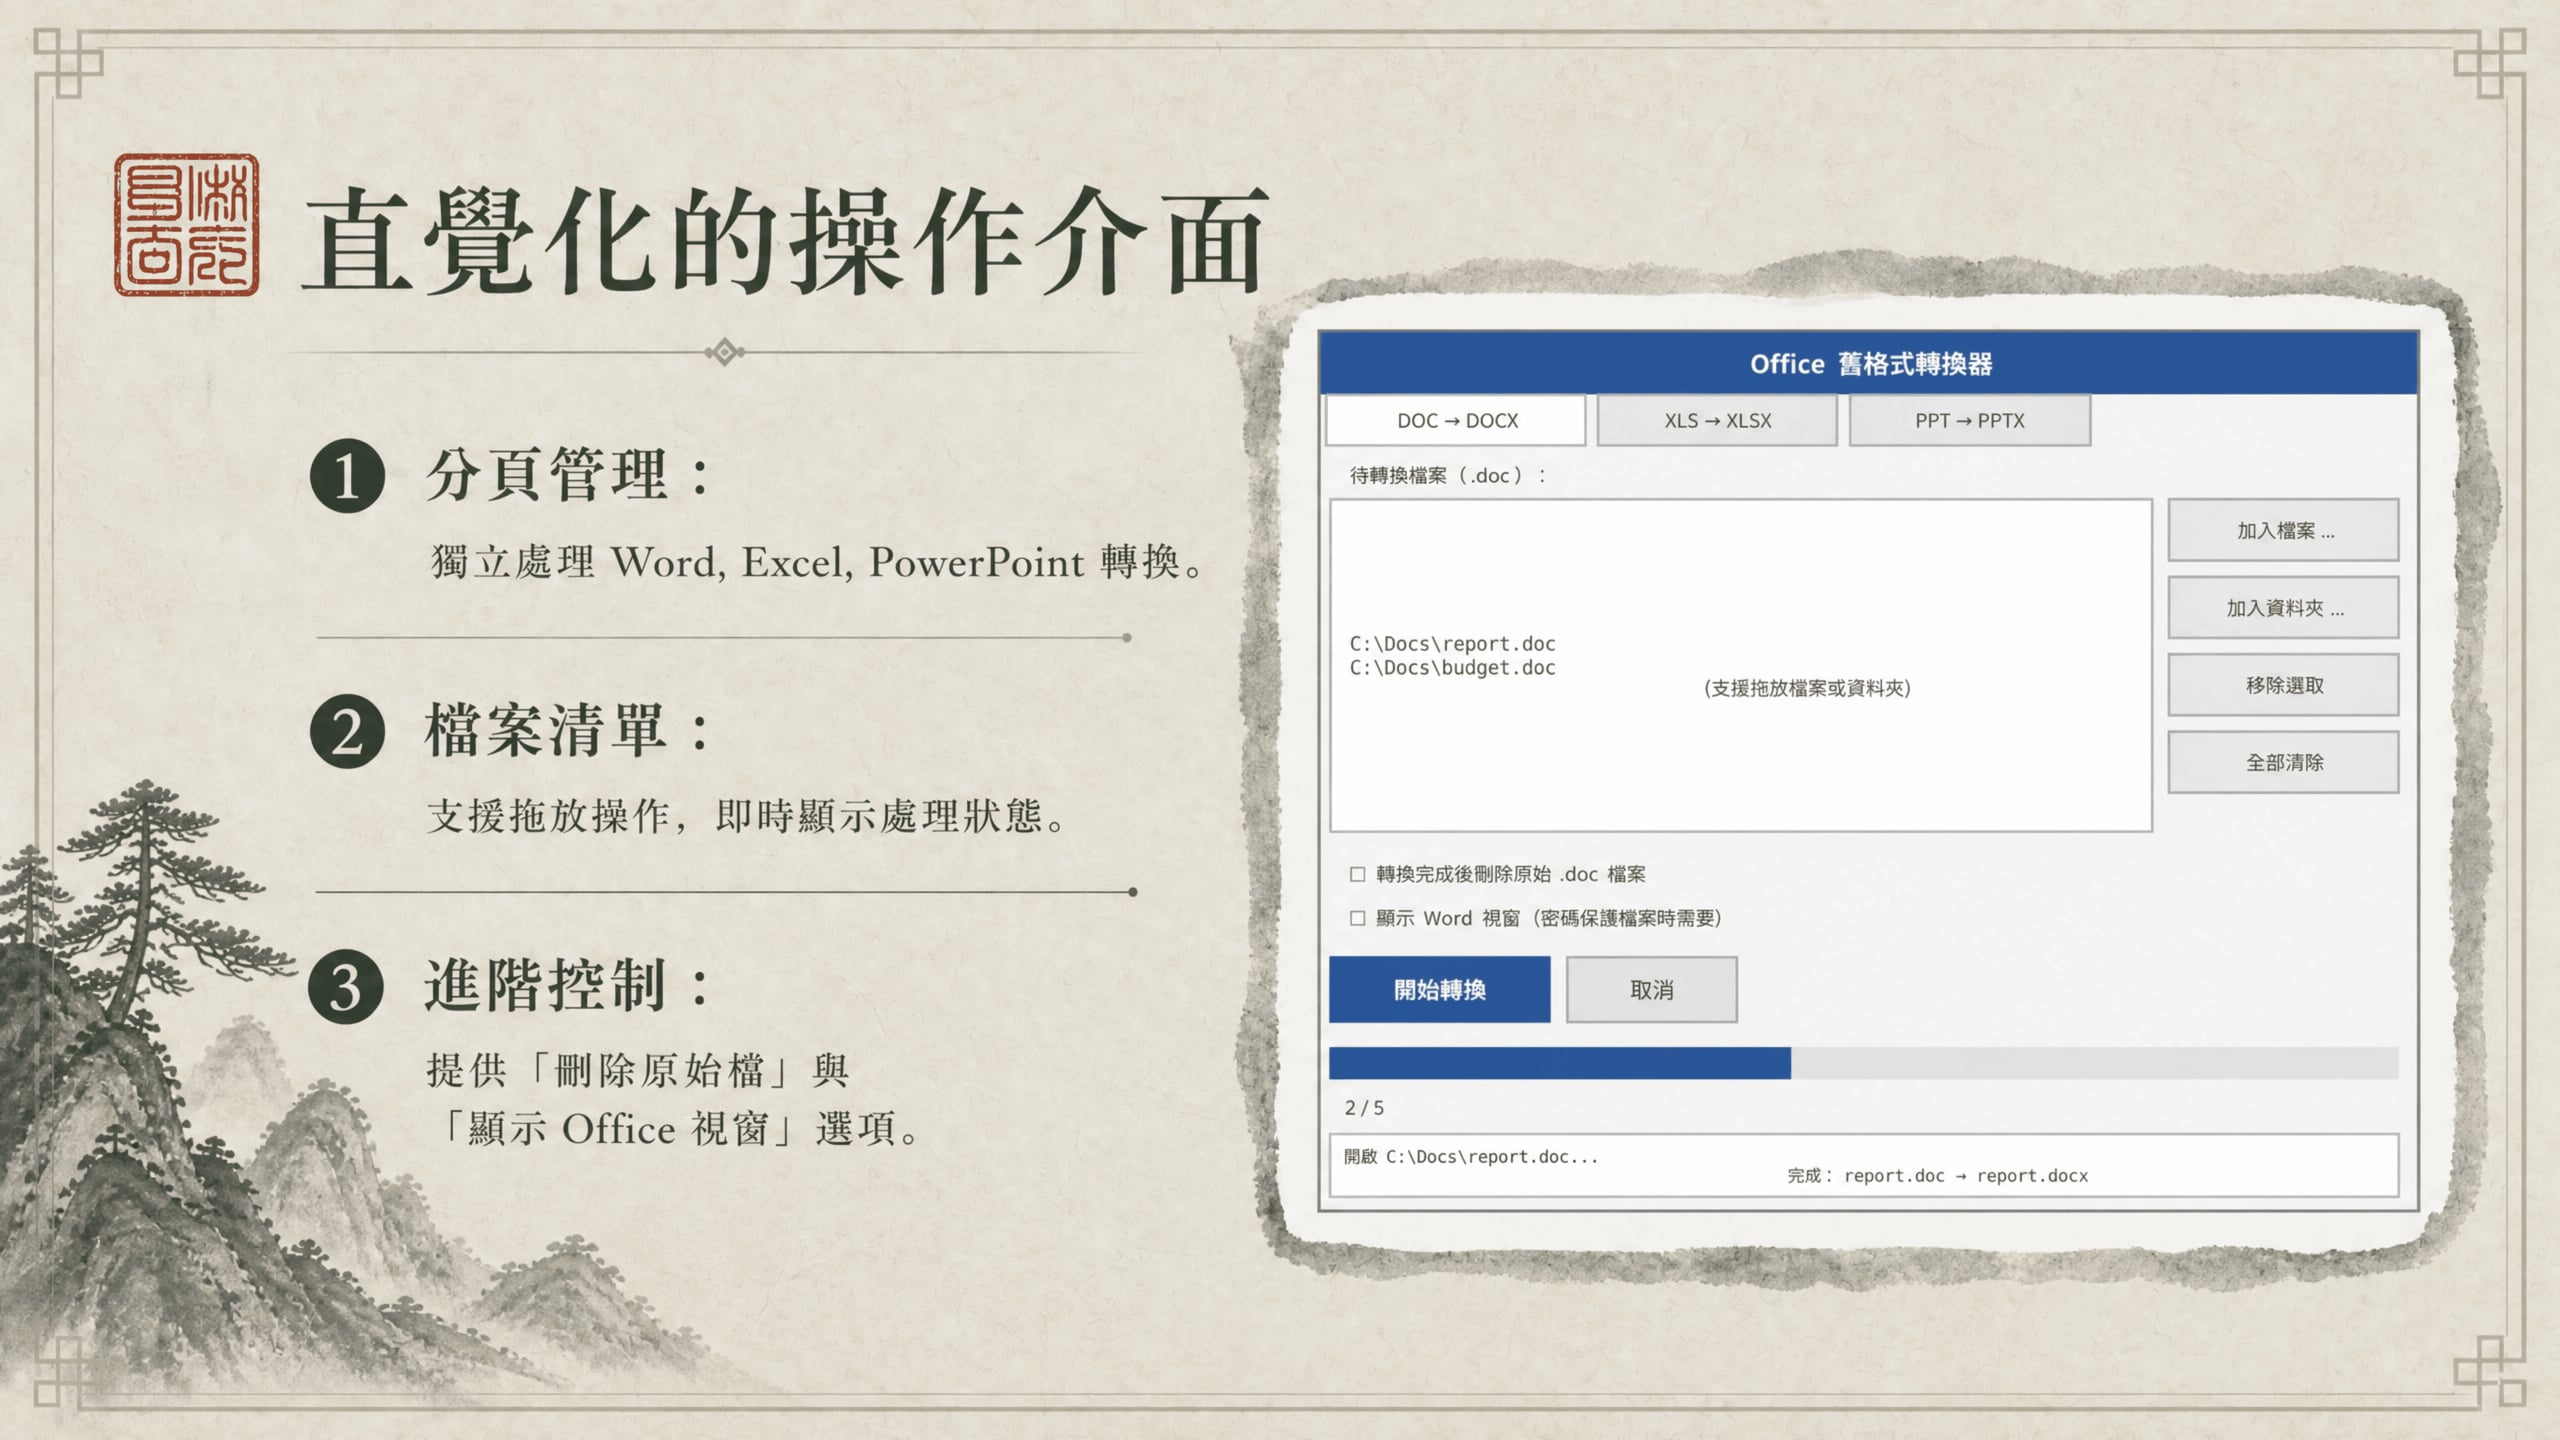 直覺化的操作介面
1 分頁管理：
獨立處理 Word, Excel, PowerPoint 轉換。
2 檔案清單：
支援拖放操作，即時顯示處理狀態。
3 進階控制：
提供「刪除原始檔」與
「顯示 Office 視窗」選項。
Office 舊格式轉換器
DOC → DOCX
XLS → XLSX
PPT → PPTX
待轉換檔案（.doc）：
C:\Docs\report.doc
C:\Docs\budget.doc
(支援拖放檔案或資料夾)
加入檔案 ...
加入資料夾 ...
移除選取
全部清除
□ 轉換完成後刪除原始 .doc 檔案
□ 顯示 Word 視窗（密碼保護檔案時需要）
開始轉換
取消
2 / 5
開啟 C:\Docs\report.doc...
完成： report.doc → report.docx